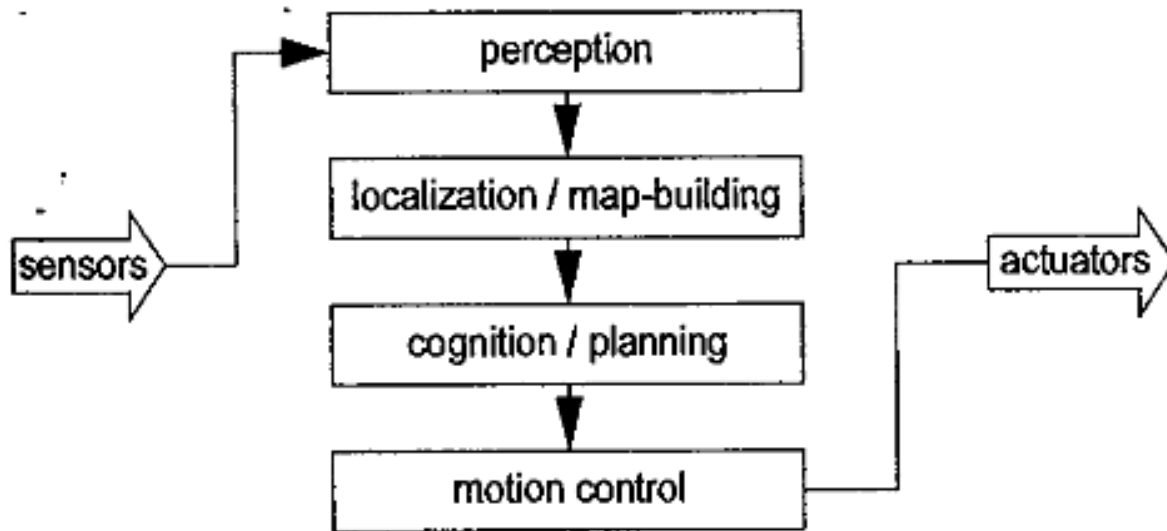 perception
localization / map-building
sensors
actuators
cognition / planning
motion control